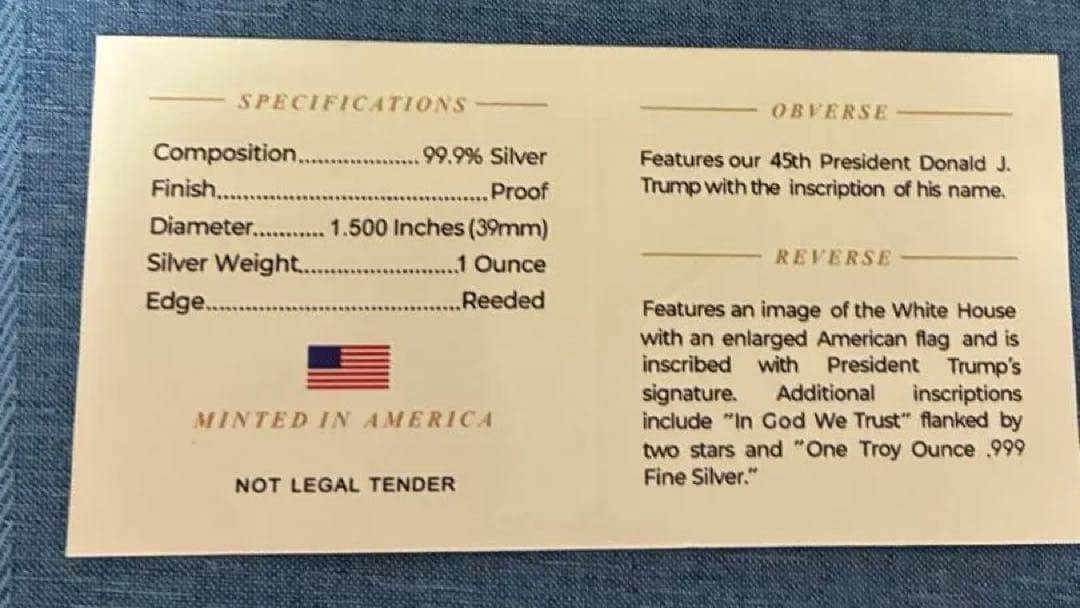 SPECIFICATIONS
Composition................... 99.9% Silver
Finish............................................ Proof
Diameter........... 1.500 Inches (39mm)
Silver Weight.........................1 Ounce
Edge.........................................Reeded
MINTED IN AMERICA
NOT LEGAL TENDER
OBVERSE
Features our 45th President Donald J.
Trump with the inscription of his name.
REVERSE
Features an image of the White House
with an enlarged American flag and is
inscribed with President Trump's
signature. Additional inscriptions
include "In God We Trust" flanked by
two stars and "One Troy Ounce .999
Fine Silver."